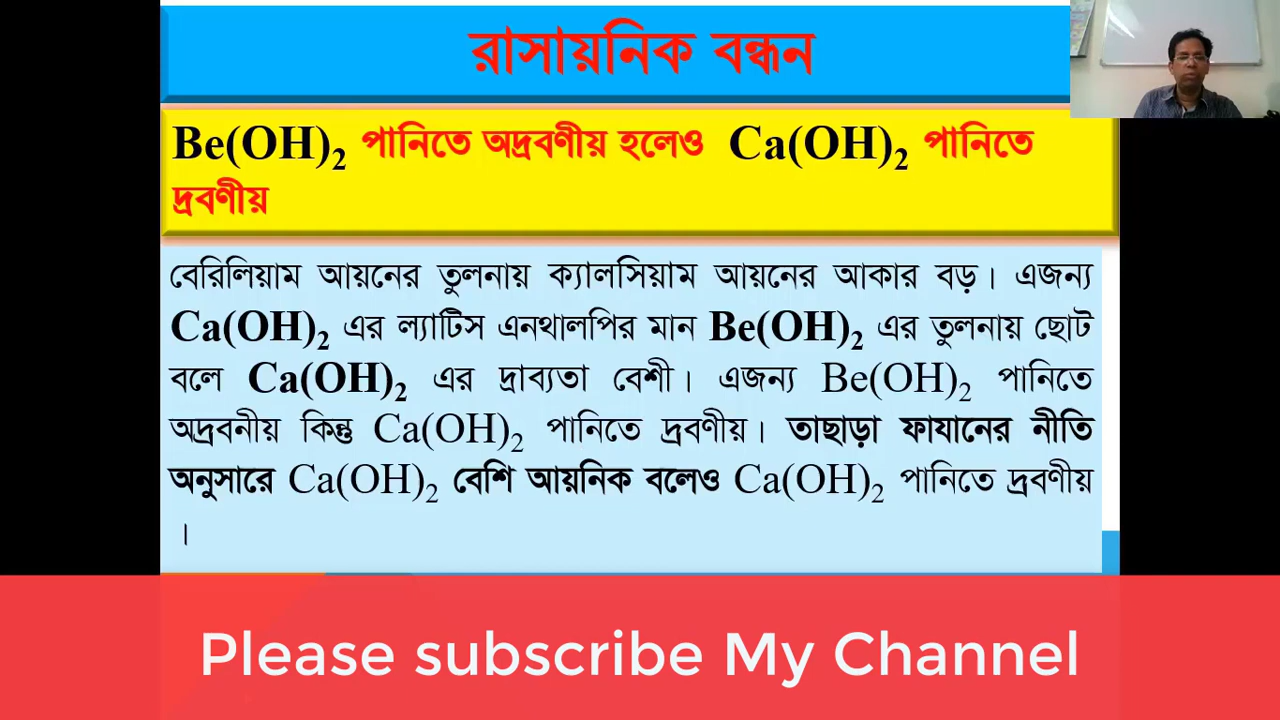 রাসায়নিক বন্ধন
Be(OH)₂ পানিতে অদ্রবণীয় হলেও Ca(OH)₂ পানিতে
দ্রবণীয়
বেরিলিয়াম আয়নের তুলনায় ক্যালসিয়াম আয়নের আকার বড়। এজন্য
Ca(OH)₂ এর ল্যাটিস এনথালপির মান Be(OH)₂ এর তুলনায় ছোট
বলে Ca(OH)₂ এর দ্রাব্যতা বেশী। এজন্য Be(OH)₂ পানিতে
অদ্রবনীয় কিন্তু Ca(OH)₂ পানিতে দ্রবণীয়। তাছাড়া ফাযানের নীতি
অনুসারে Ca(OH)₂ বেশি আয়নিক বলেও Ca(OH)₂ পানিতে দ্রবণীয়
।
Please subscribe My Channel